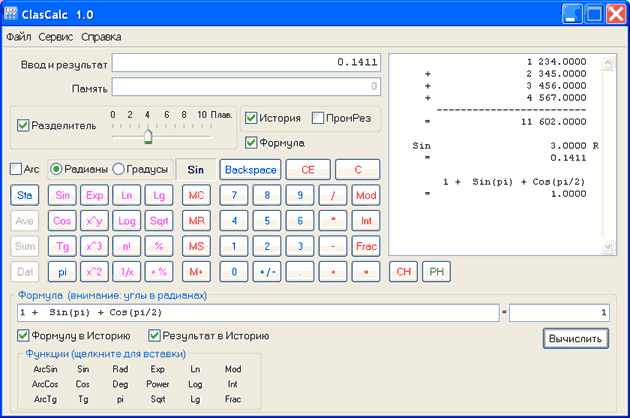 ClasCalc 1.0
Файл Сервис Справка
Ввод и результат 0.1411
Память 0
Разделитель 0 2 4 6 8 10 Плав.
История ПромРез
Формула
1 234.0000
+ 2 345.0000
+ 3 456.0000
+ 4 567.0000
----------------------
= 11 602.0000
Sin 3.0000 R
= 0.1411
1 + Sin(pi) + Cos(pi/2)
= 1.0000
Arc Радианы Градусы Sin Backspace CE C
Sta Sin Exp Ln Lg MC 7 8 9 / Mod
Ave Cos x^y Log Sqrt MR 4 5 6 * Int
Sum Tg x^3 n! % MS 1 2 3 - Frac
Dat pi x^2 1/x +% M+ 0 +/- . + = CH PH
Формула (внимание: углы в радианах)
1 + Sin(pi) + Cos(pi/2) = 1
Формулу в Историю Результат в Историю Вычислить
Функции (щелкните для вставки)
ArcSin Sin Rad Exp Ln Mod
ArcCos Cos Deg Power Log Int
ArcTg Tg pi Sqrt Lg Frac